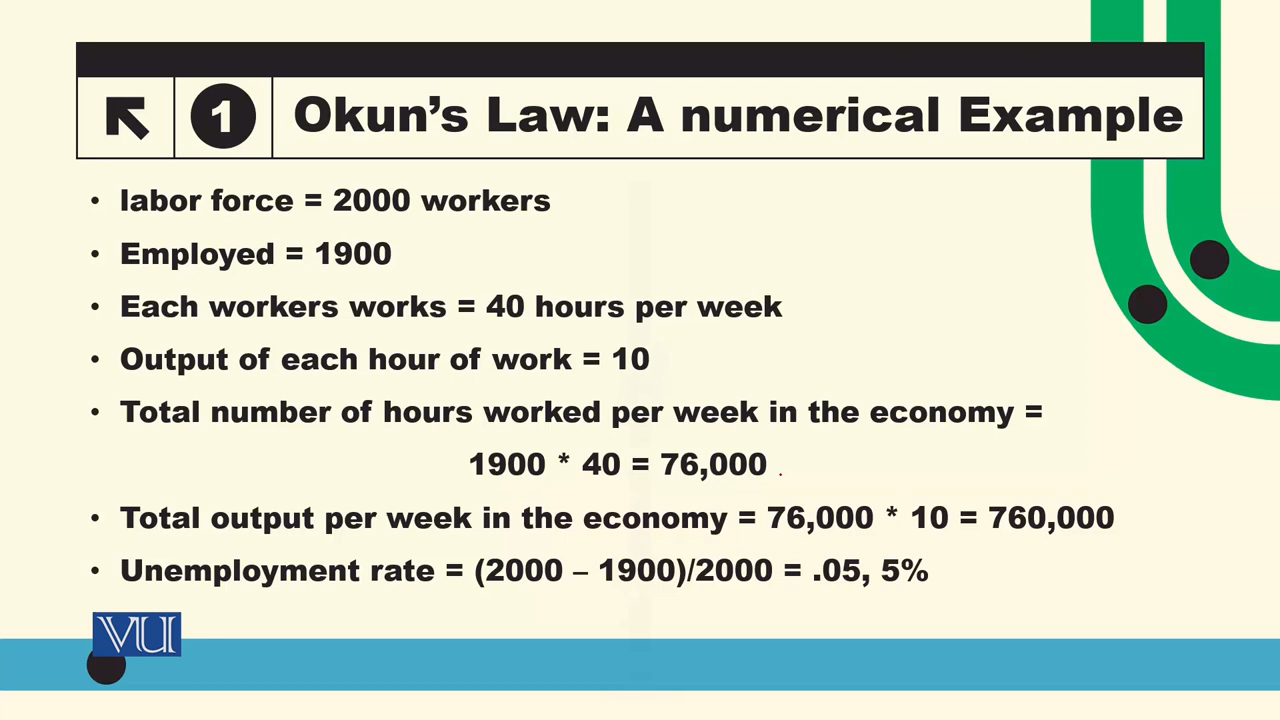 1 Okun’s Law: A numerical Example
• labor force = 2000 workers
• Employed = 1900
• Each workers works = 40 hours per week
• Output of each hour of work = 10
• Total number of hours worked per week in the economy =
1900 * 40 = 76,000 .
• Total output per week in the economy = 76,000 * 10 = 760,000
• Unemployment rate = (2000 – 1900)/2000 = .05, 5%
VU